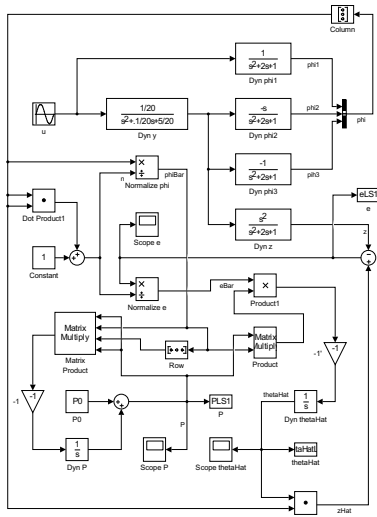 Column
1
s²+2s+1
phi1
Dyn phi1
1/20
s²+.1/20s+5/20
-s
s²+2s+1
phi2
phi
u
Dyn y
Dyn phi2
×
÷
phiBar
-1
s²+2s+1
pih3
n
Normalize phi
Dyn phi3
eLS1
e
Dot Product1
Scope e
s²
s²+2s+1
z
Dyn z
1
Constant
×
÷
eBar
×
Normalize e
Product1
Matrix
Multiply
Matrix
Product
Row
Matrix
Multiply
Product
-1
-1'
-1
-1
P0
P0
PLS1
P
P
thetaHat
1
s
Dyn thetaHat
1
s
Dyn P
Scope P
Scope thetaHat
thetaHat
zHat